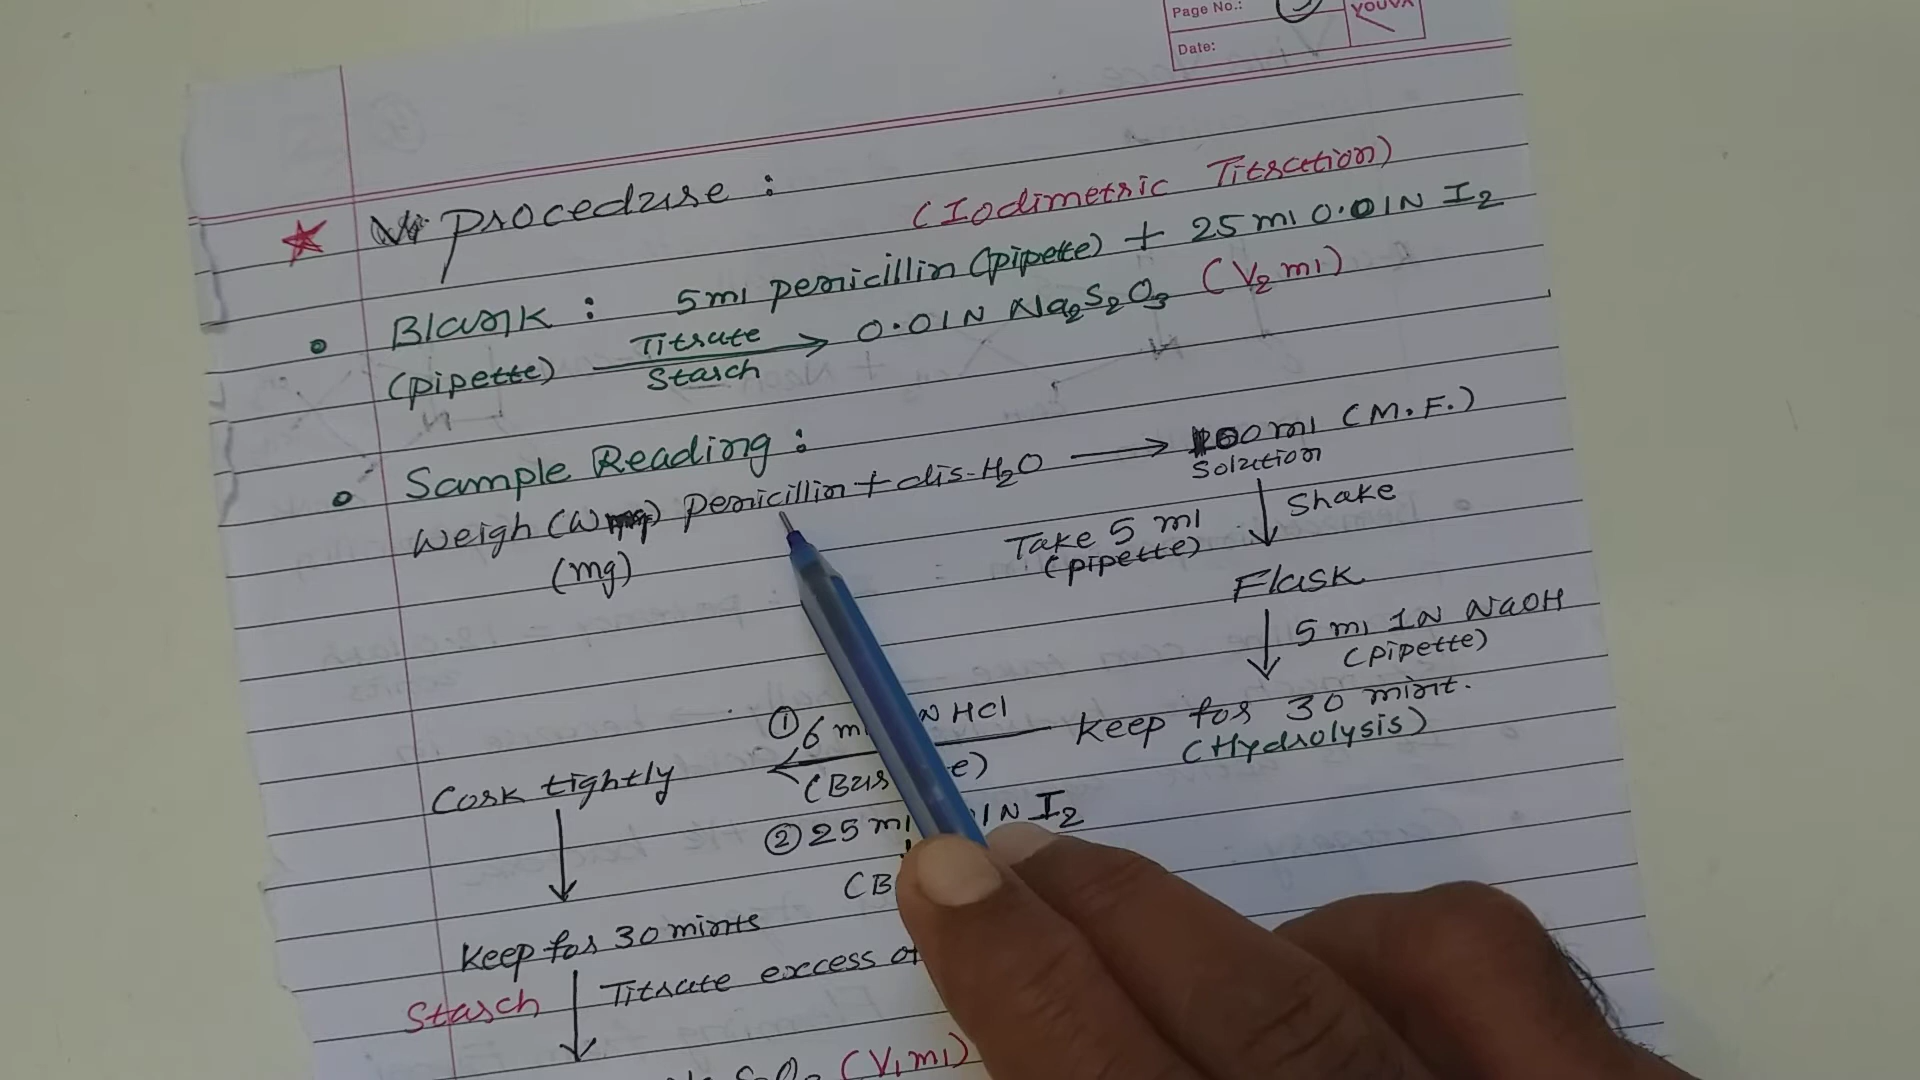 Page No.:
YOUVA
Date:
procedure :
(Iodimetric Titration)
Blank : 5 ml penicillin (pipette) + 25 ml 0.01N I2
(pipette) Titrate Starch → 0.01N Na2S2O3 (V2 ml)
Sample Reading :
Weigh (W) penicillin + dis-H2O → 100 ml (M.F.)
(mg)
Solution
Shake
Take 5 ml
(pipette)
Flask
5 ml 1N NaOH
(pipette)
Keep for 30 mint.
(Hydrolysis)
① 6 ml N HCl
② 25 ml 1N I2
Cork tightly
Keep for 30 mints
Starch
Titrate excess of
(V1 ml)